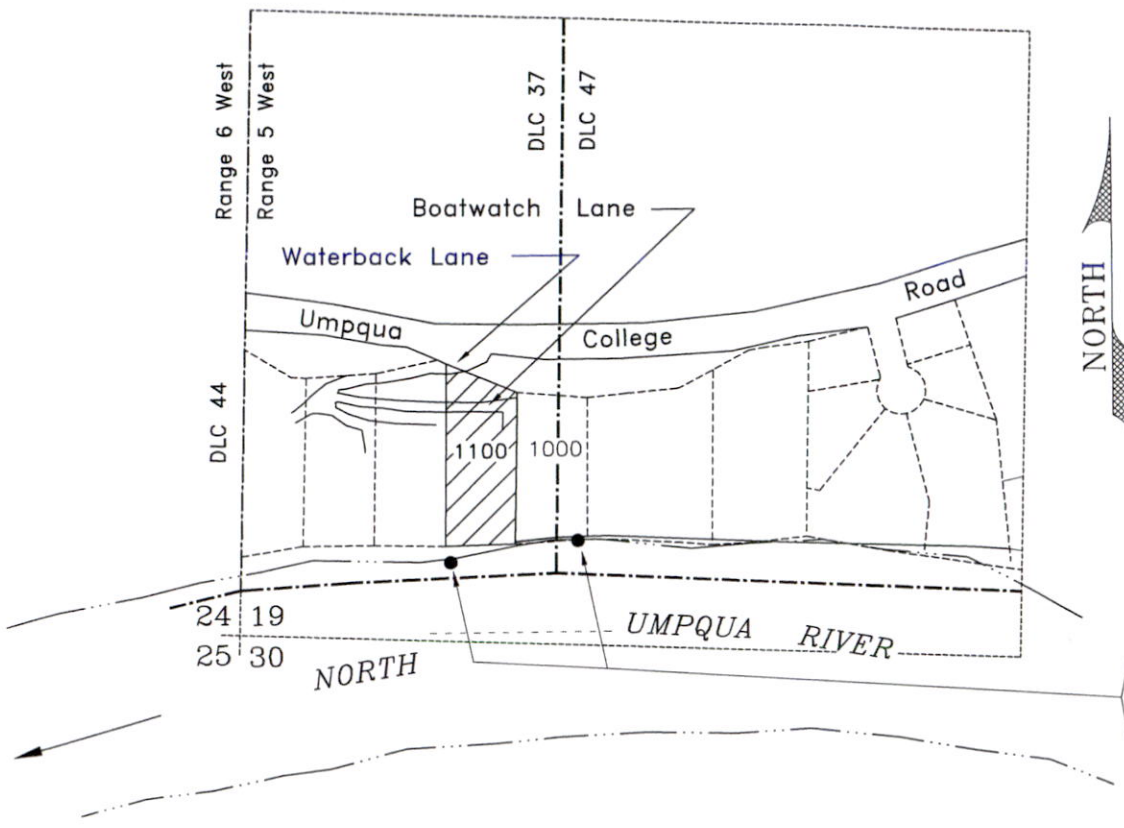 Range 6 West
Range 5 West
DLC 37
DLC 47
Boatwatch Lane
Waterback Lane
Umpqua College Road
NORTH
DLC 44
1100 1000
24 19
25 30
NORTH UMPQUA RIVER